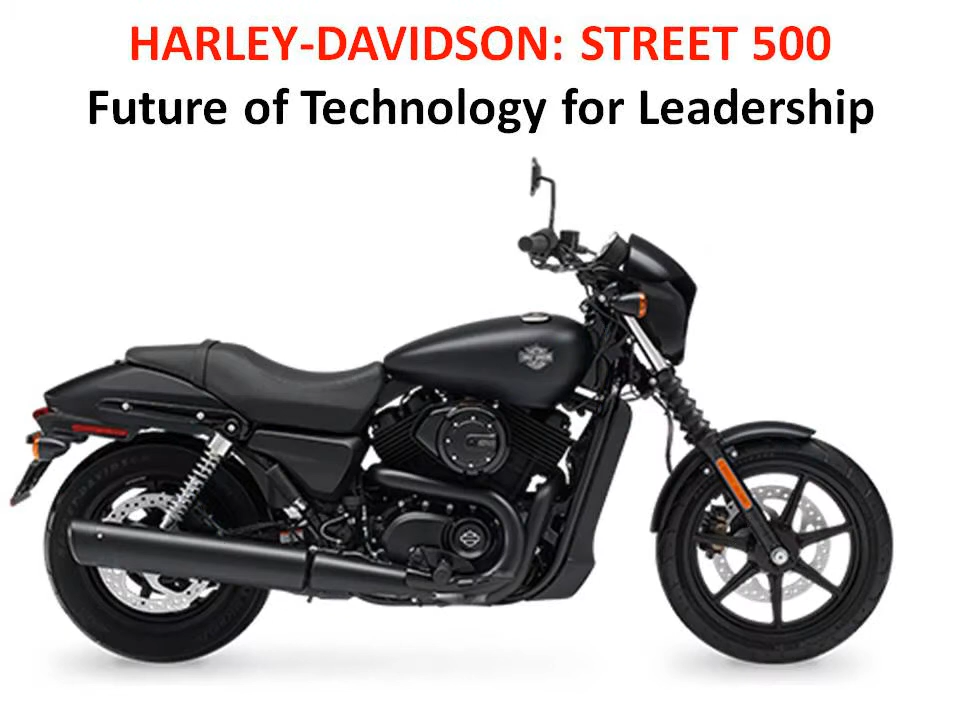 HARLEY-DAVIDSON: STREET 500
Future of Technology for Leadership